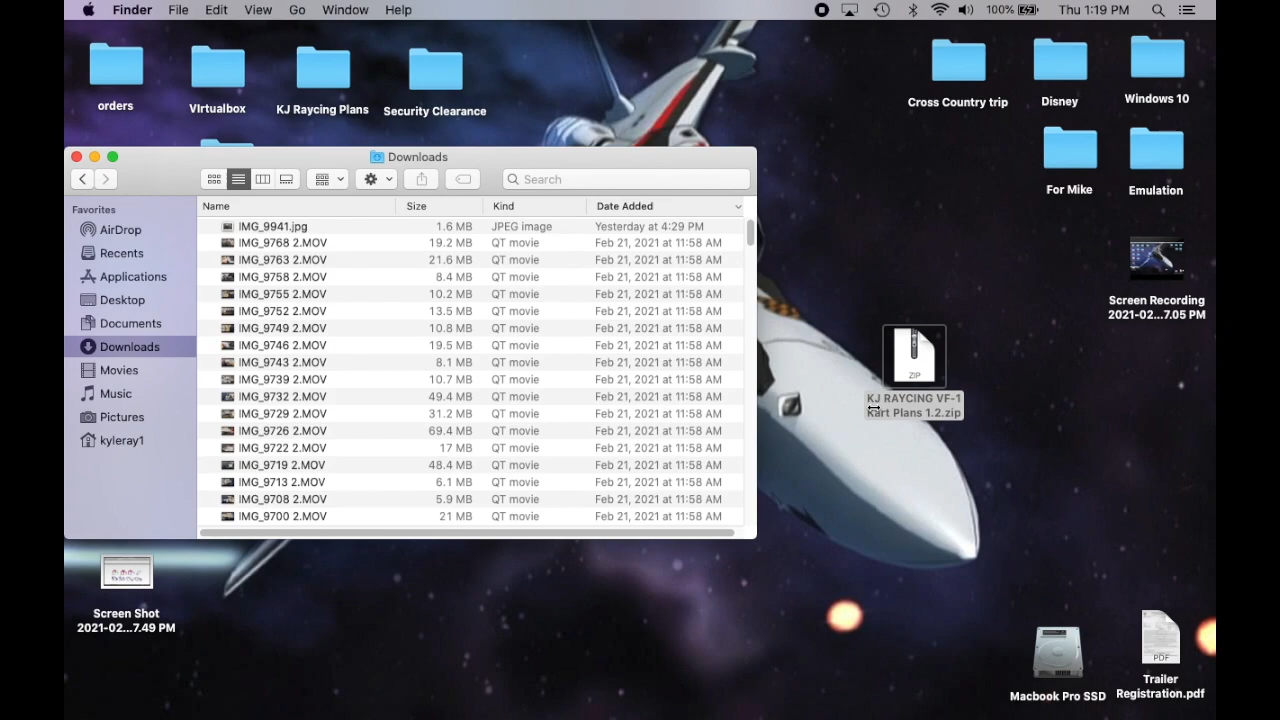 Finder File Edit View Go Window Help 100% Thu 1:19 PM
orders
VIrtualbox
KJ Raycing Plans
Security Clearance
Cross Country trip
Disney
Windows 10
For Mike
Emulation
Screen Recording
2021-02...7.05 PM
Downloads
Search
Favorites
AirDrop
Recents
Applications
Desktop
Documents
Downloads
Movies
Music
Pictures
kyleray1
Name Size Kind Date Added
IMG_9941.jpg 1.6 MB JPEG image Yesterday at 4:29 PM
IMG_9768 2.MOV 19.2 MB QT movie Feb 21, 2021 at 11:58 AM
IMG_9763 2.MOV 21.6 MB QT movie Feb 21, 2021 at 11:58 AM
IMG_9758 2.MOV 8.4 MB QT movie Feb 21, 2021 at 11:58 AM
IMG_9755 2.MOV 10.2 MB QT movie Feb 21, 2021 at 11:58 AM
IMG_9752 2.MOV 13.5 MB QT movie Feb 21, 2021 at 11:58 AM
IMG_9749 2.MOV 10.8 MB QT movie Feb 21, 2021 at 11:58 AM
IMG_9746 2.MOV 19.5 MB QT movie Feb 21, 2021 at 11:58 AM
IMG_9743 2.MOV 8.1 MB QT movie Feb 21, 2021 at 11:58 AM
IMG_9739 2.MOV 10.7 MB QT movie Feb 21, 2021 at 11:58 AM
IMG_9732 2.MOV 49.4 MB QT movie Feb 21, 2021 at 11:58 AM
IMG_9729 2.MOV 31.2 MB QT movie Feb 21, 2021 at 11:58 AM
IMG_9726 2.MOV 69.4 MB QT movie Feb 21, 2021 at 11:58 AM
IMG_9722 2.MOV 17 MB QT movie Feb 21, 2021 at 11:58 AM
IMG_9719 2.MOV 48.4 MB QT movie Feb 21, 2021 at 11:58 AM
IMG_9713 2.MOV 6.1 MB QT movie Feb 21, 2021 at 11:58 AM
IMG_9708 2.MOV 5.9 MB QT movie Feb 21, 2021 at 11:58 AM
IMG_9700 2.MOV 21 MB QT movie Feb 21, 2021 at 11:58 AM
ZIP
KJ RAYCING VF-1
Kart Plans 1.2.zip
Screen Shot
2021-02...7.49 PM
Macbook Pro SSD
PDF
Trailer
Registration.pdf